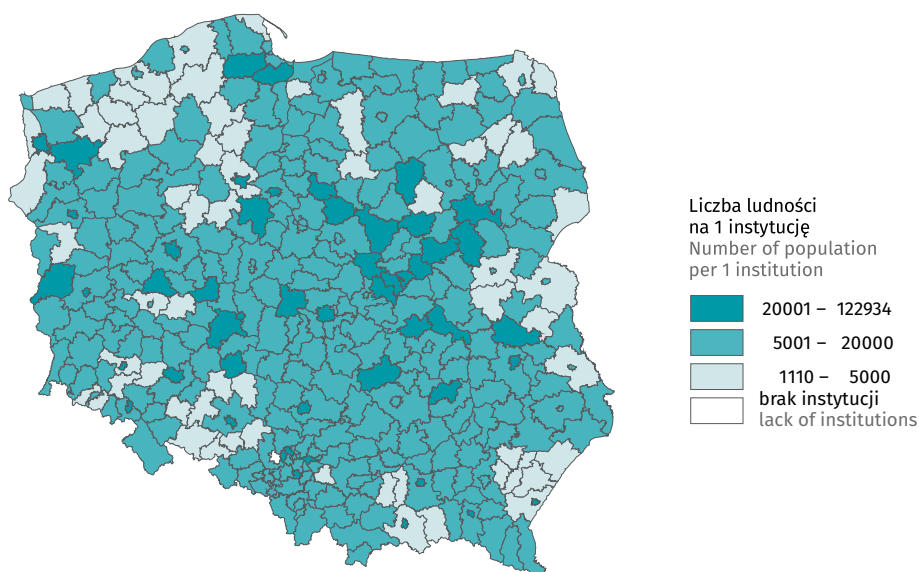 Liczba ludności
na 1 instytucję
Number of population
per 1 institution
20001 – 122934
5001 – 20000
1110 – 5000
brak instytucji
lack of institutions